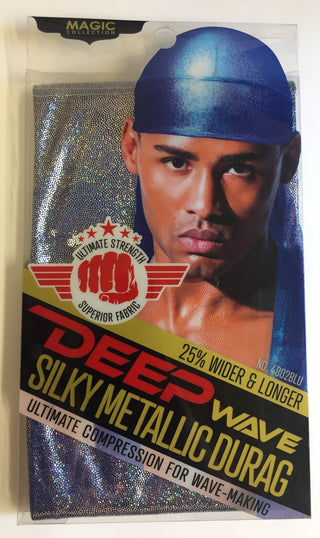 MAGIC
COLLECTION
ULTIMATE STRENGTH
SUPERIOR FABRIC
25% WIDER & LONGER
NO. 4802BLU
DEEP WAVE
SILKY METALLIC DURAG
ULTIMATE COMPRESSION FOR WAVE-MAKING